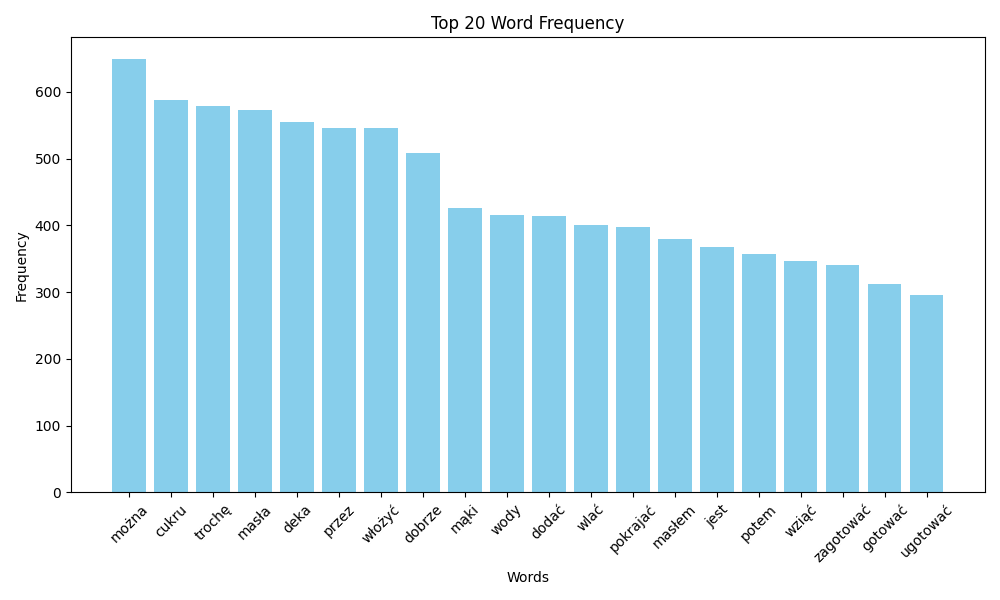 Top 20 Word Frequency
Frequency
600
500
400
300
200
100
0
można
cukru
trochę
masła
deka
przez
włożyć
dobrze
mąki
wody
dodać
wlać
pokrajać
masłem
jest
potem
wziąć
zagotować
gotować
ugotować
Words